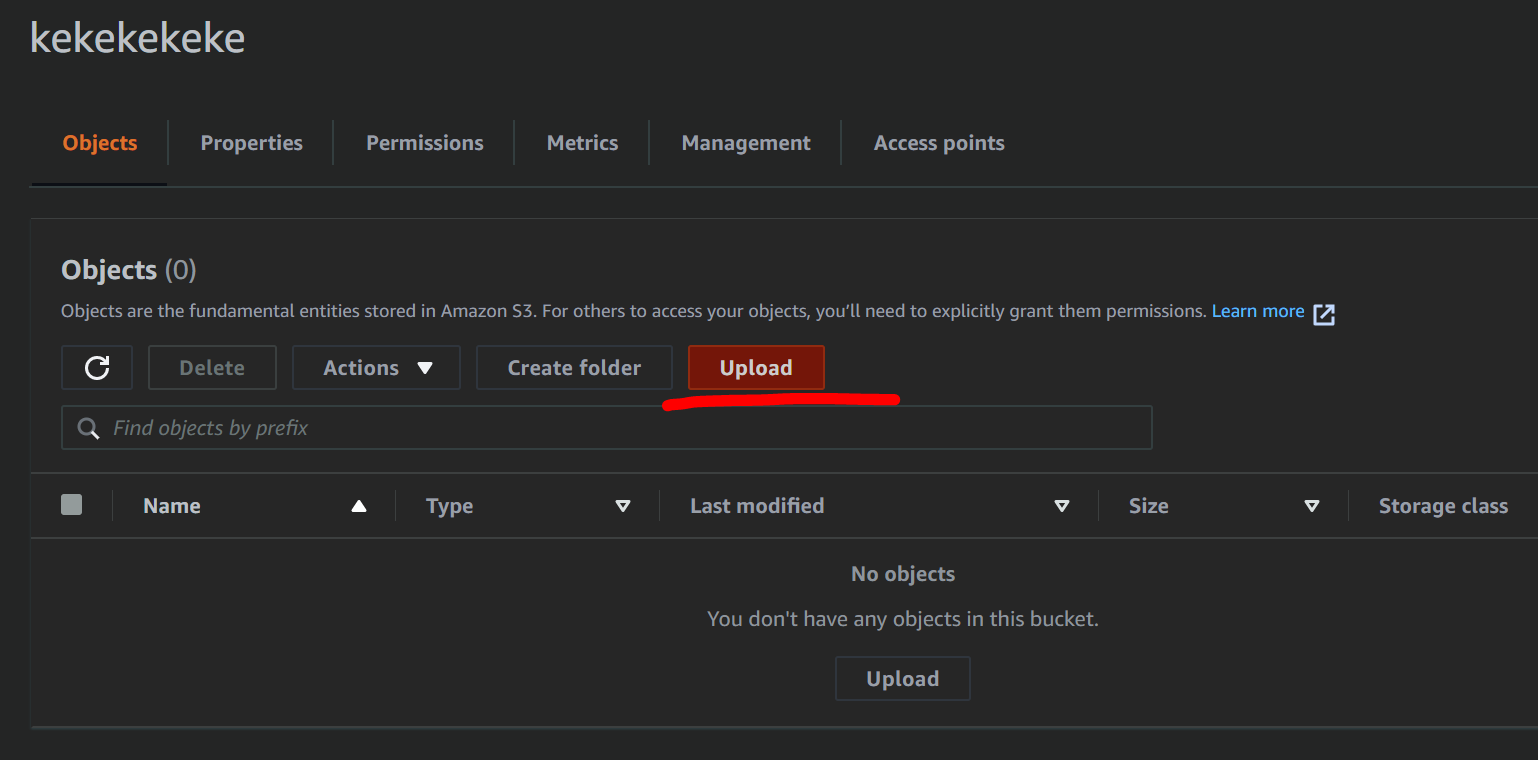 kekekekeke
Objects Properties Permissions Metrics Management Access points
Objects (0)
Objects are the fundamental entities stored in Amazon S3. For others to access your objects, you’ll need to explicitly grant them permissions. Learn more
Delete Actions Create folder Upload
Find objects by prefix
Name Type Last modified Size Storage class
No objects
You don't have any objects in this bucket.
Upload